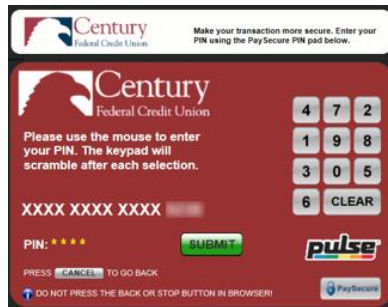 Century
Federal Credit Union
Make your transaction more secure. Enter your
PIN using the PaySecure PIN pad below.
Century
Federal Credit Union
Please use the mouse to enter
your PIN. The keypad will
scramble after each selection.
4 7 2
1 9 8
3 0 5
6 CLEAR
XXXX XXXX XXXX
PIN: * * * *
SUBMIT
pulse
PRESS CANCEL TO GO BACK
DO NOT PRESS THE BACK OR STOP BUTTON IN BROWSER!
PaySecure